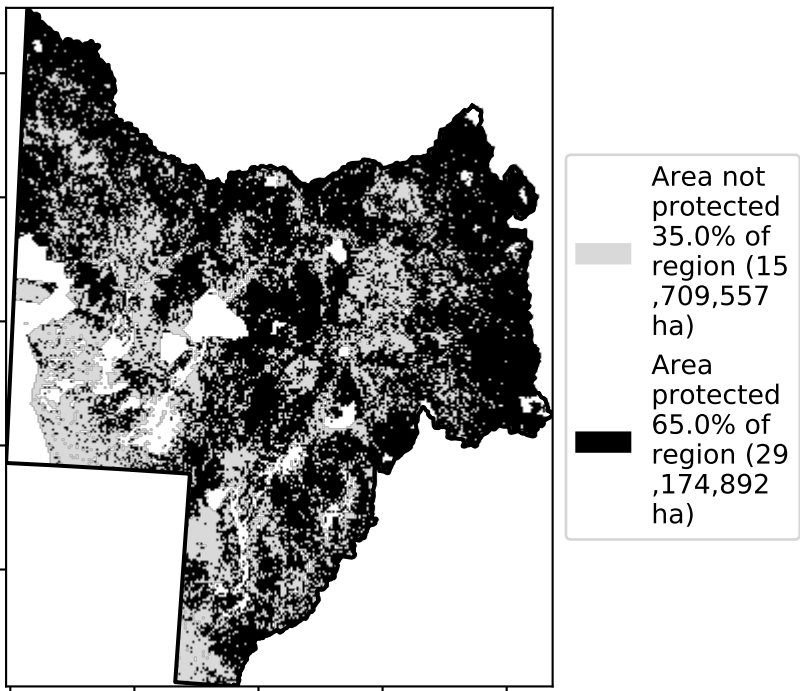 Area not
protected
35.0% of
region (15
,709,557
ha)
Area
protected
65.0% of
region (29
,174,892
ha)